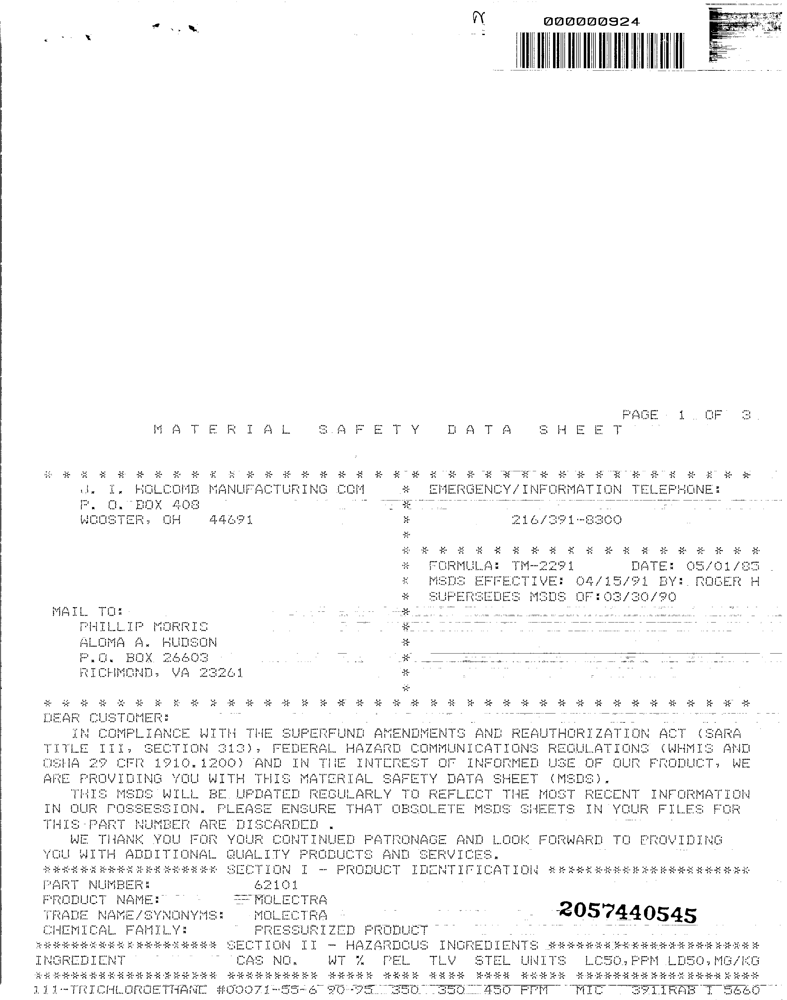 000000924
PAGE 1 OF 3
MATERIAL SAFETY DATA SHEET
* * * * * * * * * * * * * * * * * * * * * * * * * * * * * * * * * * * * * * *
J. I. HOLCOMB MANUFACTURING COM * EMERGENCY/INFORMATION TELEPHONE:
P. O. BOX 408 *
WOOSTER, OH 44691 * 216/391-8300
*
* * * * * * * * * * * * * * * * * * * *
* FORMULA: TM-2291 DATE: 05/01/85
* MSDS EFFECTIVE: 04/15/91 BY: ROGER H
* SUPERSEDES MSDS OF:03/30/90
MAIL TO: *
PHILLIP MORRIS *
ALOMA A. HUDSON *
P.O. BOX 26603 *
RICHMOND, VA 23261 *
*
* * * * * * * * * * * * * * * * * * * * * * * * * * * * * * * * * * * * * * *
DEAR CUSTOMER:
IN COMPLIANCE WITH THE SUPERFUND AMENDMENTS AND REAUTHORIZATION ACT (SARA
TITLE III, SECTION 313), FEDERAL HAZARD COMMUNICATIONS REGULATIONS (WHMIS AND
OSHA 29 CFR 1910.1200) AND IN THE INTEREST OF INFORMED USE OF OUR PRODUCT, WE
ARE PROVIDING YOU WITH THIS MATERIAL SAFETY DATA SHEET (MSDS).
THIS MSDS WILL BE UPDATED REGULARLY TO REFLECT THE MOST RECENT INFORMATION
IN OUR POSSESSION. PLEASE ENSURE THAT OBSOLETE MSDS SHEETS IN YOUR FILES FOR
THIS PART NUMBER ARE DISCARDED .
WE THANK YOU FOR YOUR CONTINUED PATRONAGE AND LOOK FORWARD TO PROVIDING
YOU WITH ADDITIONAL QUALITY PRODUCTS AND SERVICES.
******************* SECTION I - PRODUCT IDENTIFICATION **********************
PART NUMBER: 62101
PRODUCT NAME: MOLECTRA
TRADE NAME/SYNONYMS: MOLECTRA
2057440545
CHEMICAL FAMILY: PRESSURIZED PRODUCT
******************** SECTION II - HAZARDOUS INGREDIENTS ***********************
INGREDIENT CAS NO. WT % PEL TLV STEL UNITS LC50,PPM LD50,MG/KG
******************** ********* ***** **** **** **** ***** ********************
111-TRICHLOROETHANE #00071-55-6 90-95 350 350 450 PPM MIC 3911RAB I 5660